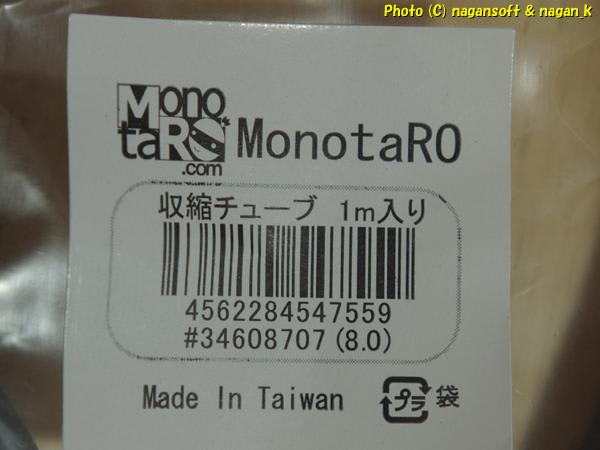 Photo (C) nagansoft & nagan_K
Mono
taRO
.com
MonotaRO
収縮チューブ 1m入り
4562284547559
#34608707 (8.0)
Made In Taiwan
プラ 袋